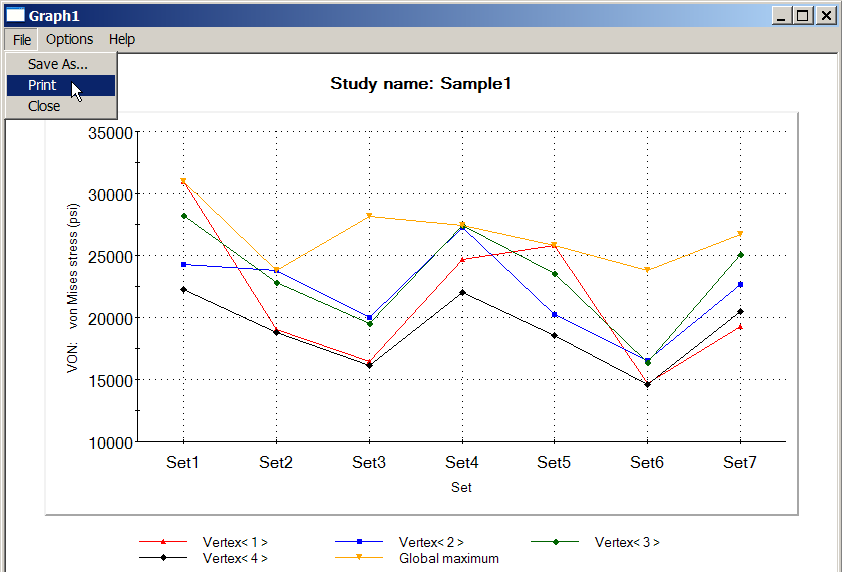 Graph1
File Options Help
Save As...
Print
Close
Study name: Sample1
35000
30000
25000
20000
15000
10000
VON: von Mises stress (psi)
Set1 Set2 Set3 Set4 Set5 Set6 Set7
Set
Vertex< 1 > Vertex< 2 > Vertex< 3 >
Vertex< 4 > Global maximum